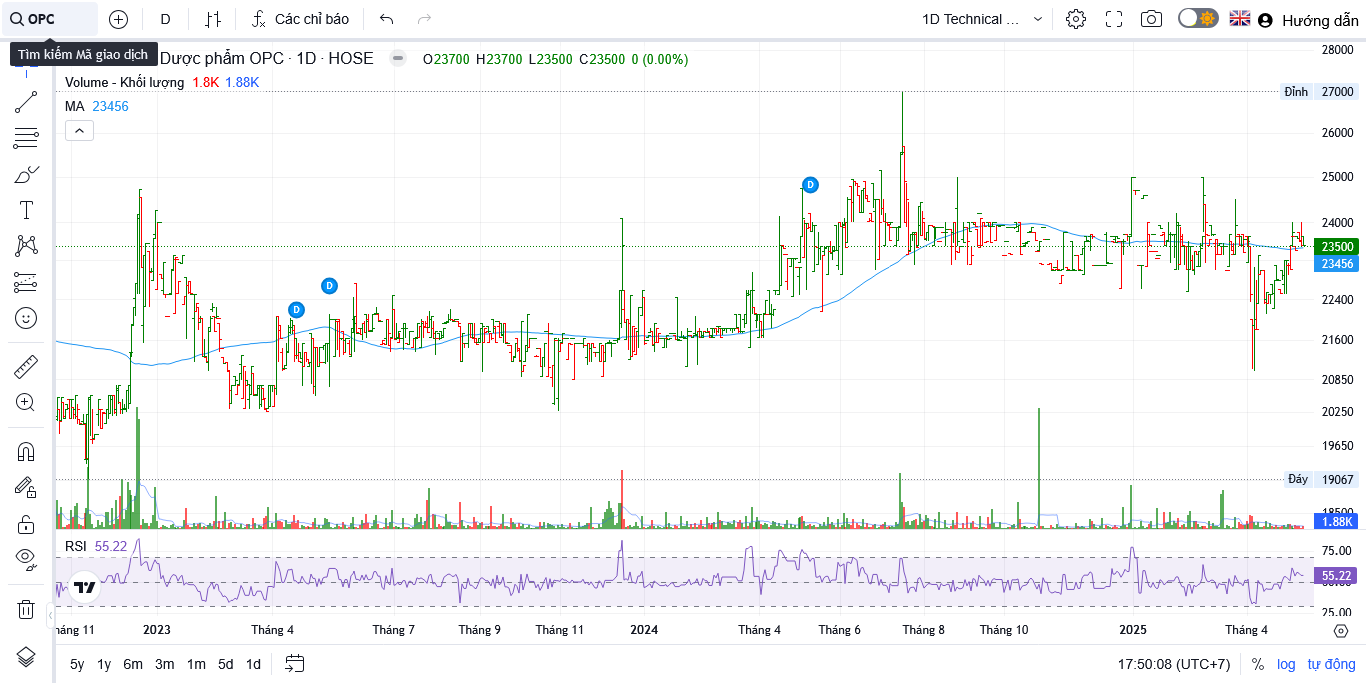 OPC
D
Các chỉ báo
1D Technical ...
Hướng dẫn
Tìm kiếm Mã giao dịch
Dược phẩm OPC · 1D · HOSE
O23700 H23700 L23500 C23500 0 (0.00%)
Volume - Khối lượng 1.8K 1.88K
MA 23456
28000
Đỉnh 27000
26000
25000
24000
23500
23456
22400
21600
20850
20250
19650
Đáy 19067
18500
1.88K
D
D
D
RSI 55.22
75.00
55.22
25.00
háng 11 2023 Tháng 4 Tháng 7 Tháng 9 Tháng 11 2024 Tháng 4 Tháng 6 Tháng 8 Tháng 10 2025 Tháng 4
5y 1y 6m 3m 1m 5d 1d
17:50:08 (UTC+7) % log tự động